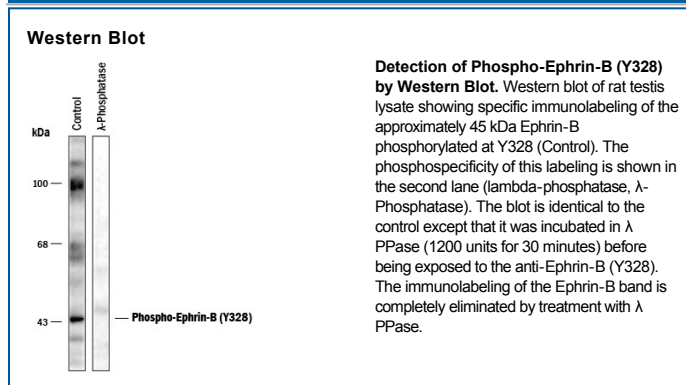 Western Blot
kDa
Control
λ-Phosphatase
100
68
43
Phospho-Ephrin-B (Y328)
Detection of Phospho-Ephrin-B (Y328)
by Western Blot. Western blot of rat testis
lysate showing specific immunolabeling of the
approximately 45 kDa Ephrin-B
phosphorylated at Y328 (Control). The
phosphospecificity of this labeling is shown in
the second lane (lambda-phosphatase, λ-
Phosphatase). The blot is identical to the
control except that it was incubated in λ
PPase (1200 units for 30 minutes) before
being exposed to the anti-Ephrin-B (Y328).
The immunolabeling of the Ephrin-B band is
completely eliminated by treatment with λ
PPase.